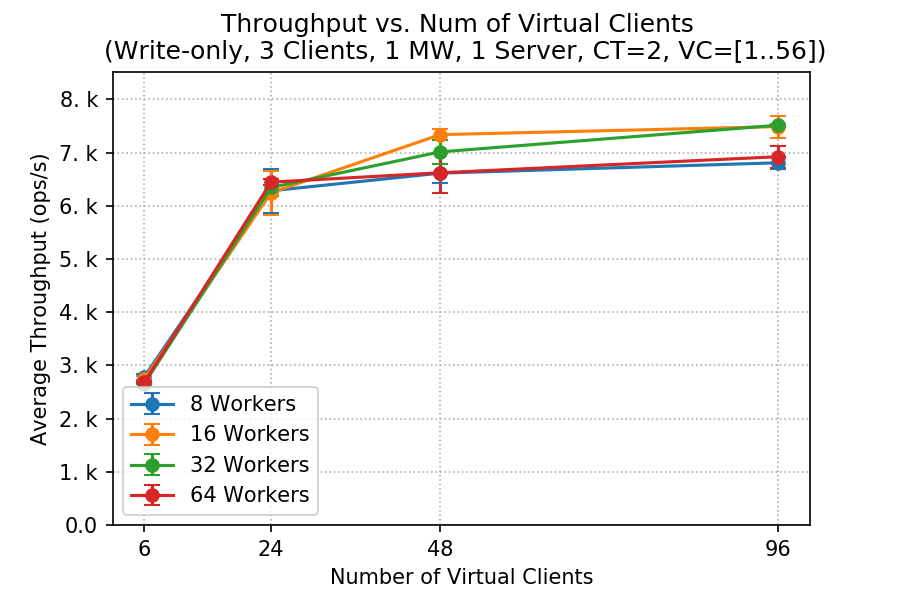 Throughput vs. Num of Virtual Clients
(Write-only, 3 Clients, 1 MW, 1 Server, CT=2, VC=[1..56])
8. k
7. k
6. k
5. k
4. k
3. k
2. k
1. k
0.0
Average Throughput (ops/s)
8 Workers
16 Workers
32 Workers
64 Workers
6 24 48 96
Number of Virtual Clients